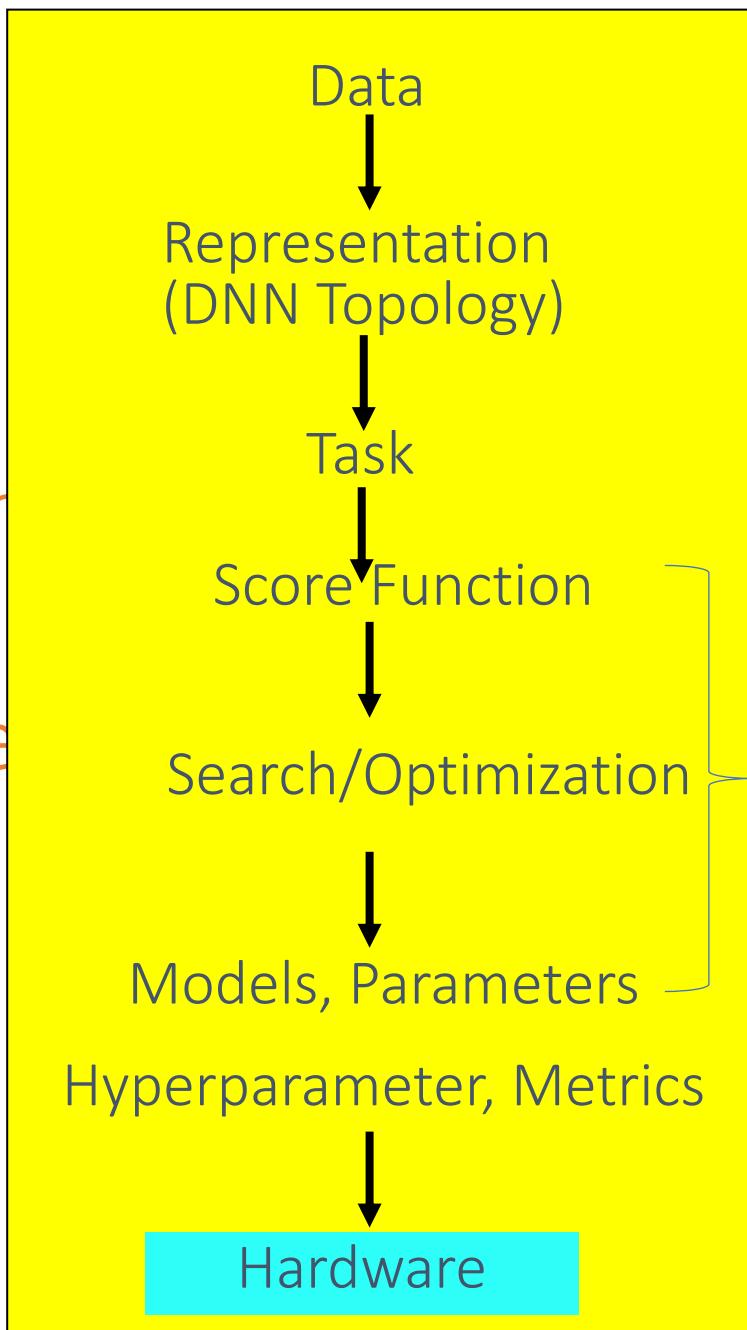 Data
Representation
(DNN Topology)
Task
Score Function
Search/Optimization
Models, Parameters
Hyperparameter, Metrics
Hardware